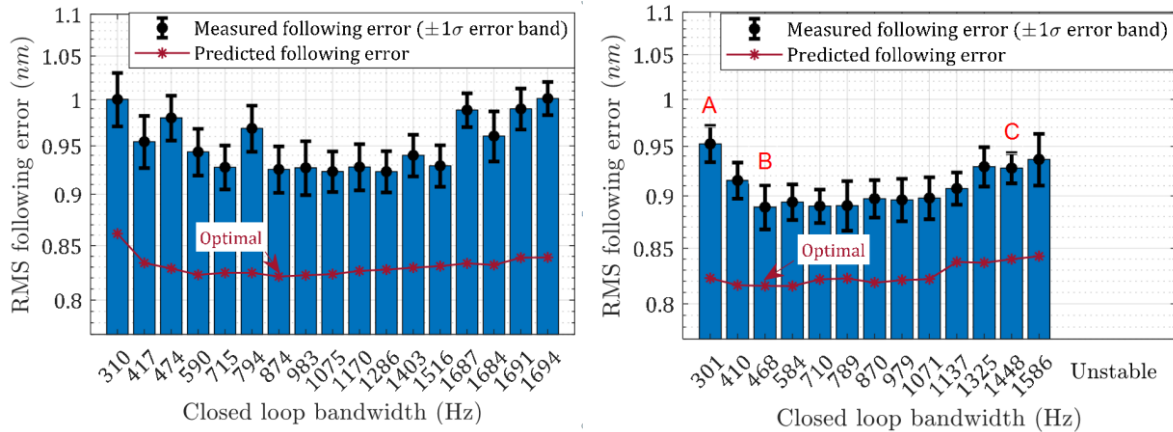 Measured following error (±1σ error band)
Predicted following error
RMS following error (nm)
1.1
1.05
1
0.95
0.9
0.85
0.8
Optimal
310 417 474 590 715 794 874 983 1075 1170 1286 1403 1516 1687 1684 1691 1694
Closed loop bandwidth (Hz)
Measured following error (±1σ error band)
Predicted following error
RMS following error (nm)
1.1
1.05
1
0.95
0.9
0.85
0.8
A
B
C
Optimal
301 410 468 584 710 789 870 979 1071 1137 1325 1448 1586
Unstable
Closed loop bandwidth (Hz)